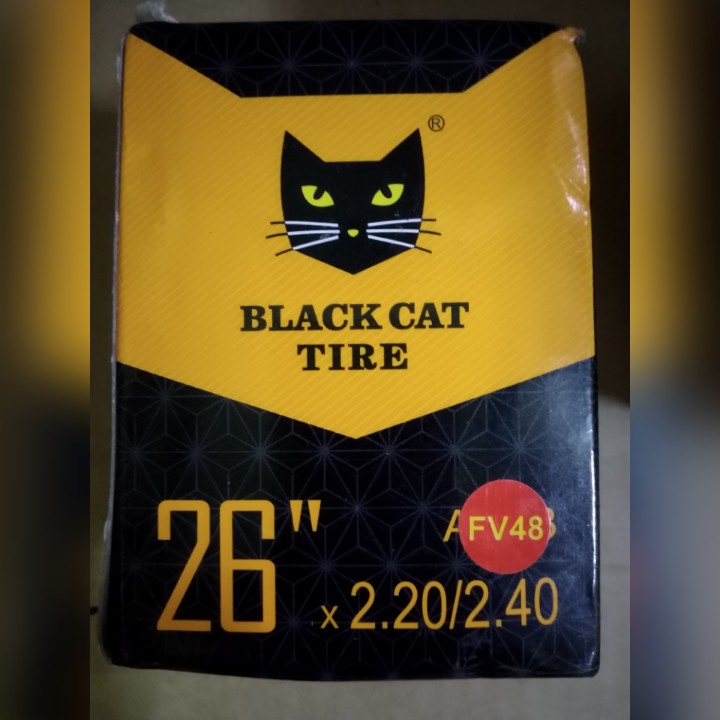 ®
BLACK CAT
TIRE
26"
FV48
x 2.20/2.40